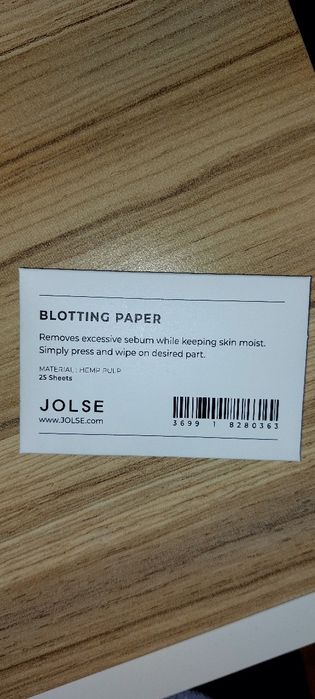 BLOTTING PAPER
Removes excessive sebum while keeping skin moist.
Simply press and wipe on desired part.
MATERIAL : HEMP PULP
25 Sheets
JOLSE
www.JOLSE.com
3699 1 8280363